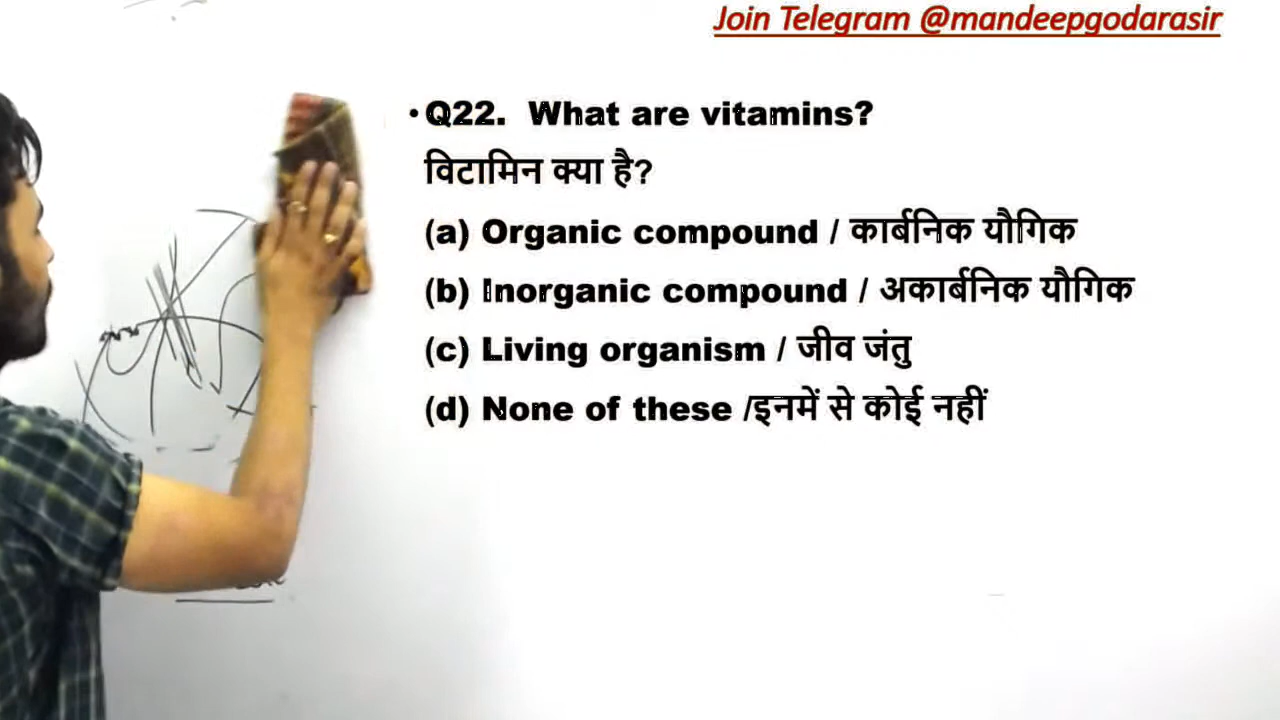 Join Telegram @mandeepgodarasir
•Q22. What are vitamins?
विटामिन क्या है?
(a) Organic compound / कार्बनिक यौगिक
(b) Inorganic compound / अकार्बनिक यौगिक
(c) Living organism / जीव जंतु
(d) None of these /इनमें से कोई नहीं